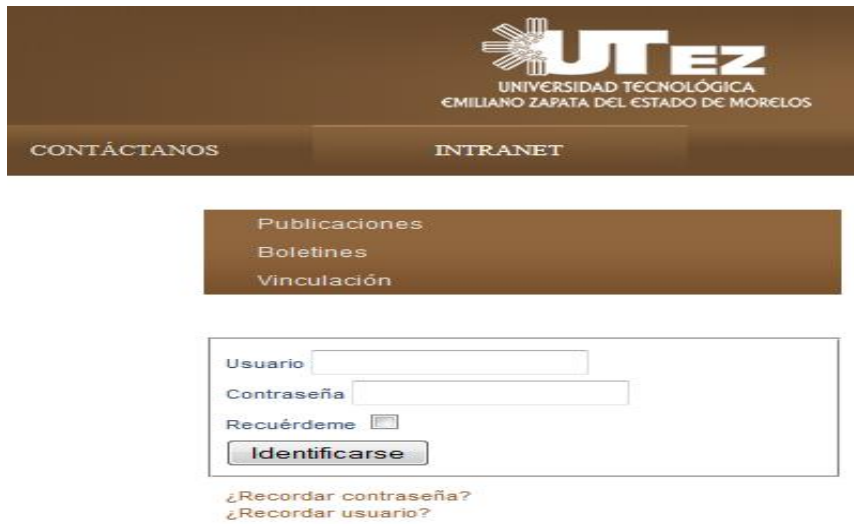 UTEZ
UNIVERSIDAD TECNOLÓGICA
EMILIANO ZAPATA DEL ESTADO DE MORELOS
CONTÁCTANOS INTRANET
Publicaciones
Boletines
Vinculación
Usuario
Contraseña
Recuérdeme
Identificarse
¿Recordar contraseña?
¿Recordar usuario?